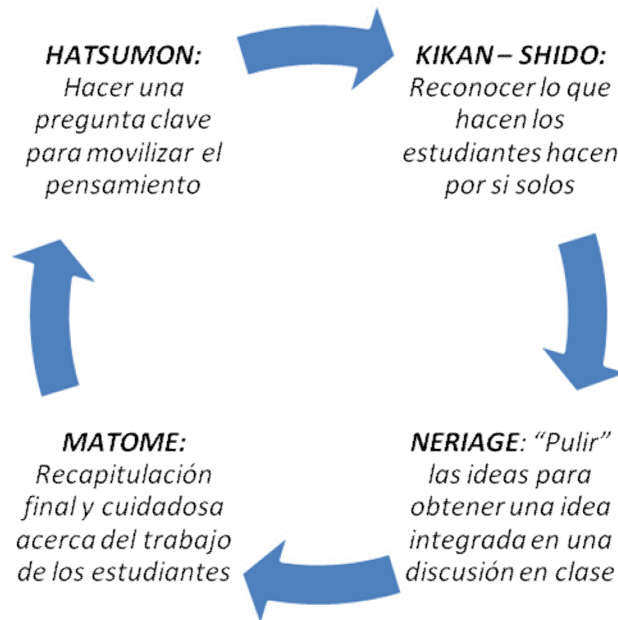 HATSUMON:
Hacer una
pregunta clave
para movilizar el
pensamiento
KIKAN – SHIDO:
Reconocer lo que
hacen los
estudiantes hacen
por si solos
NERIAGE: “Pulir”
las ideas para
obtener una idea
integrada en una
discusión en clase
MATOME:
Recapitulación
final y cuidadosa
acerca del trabajo
de los estudiantes